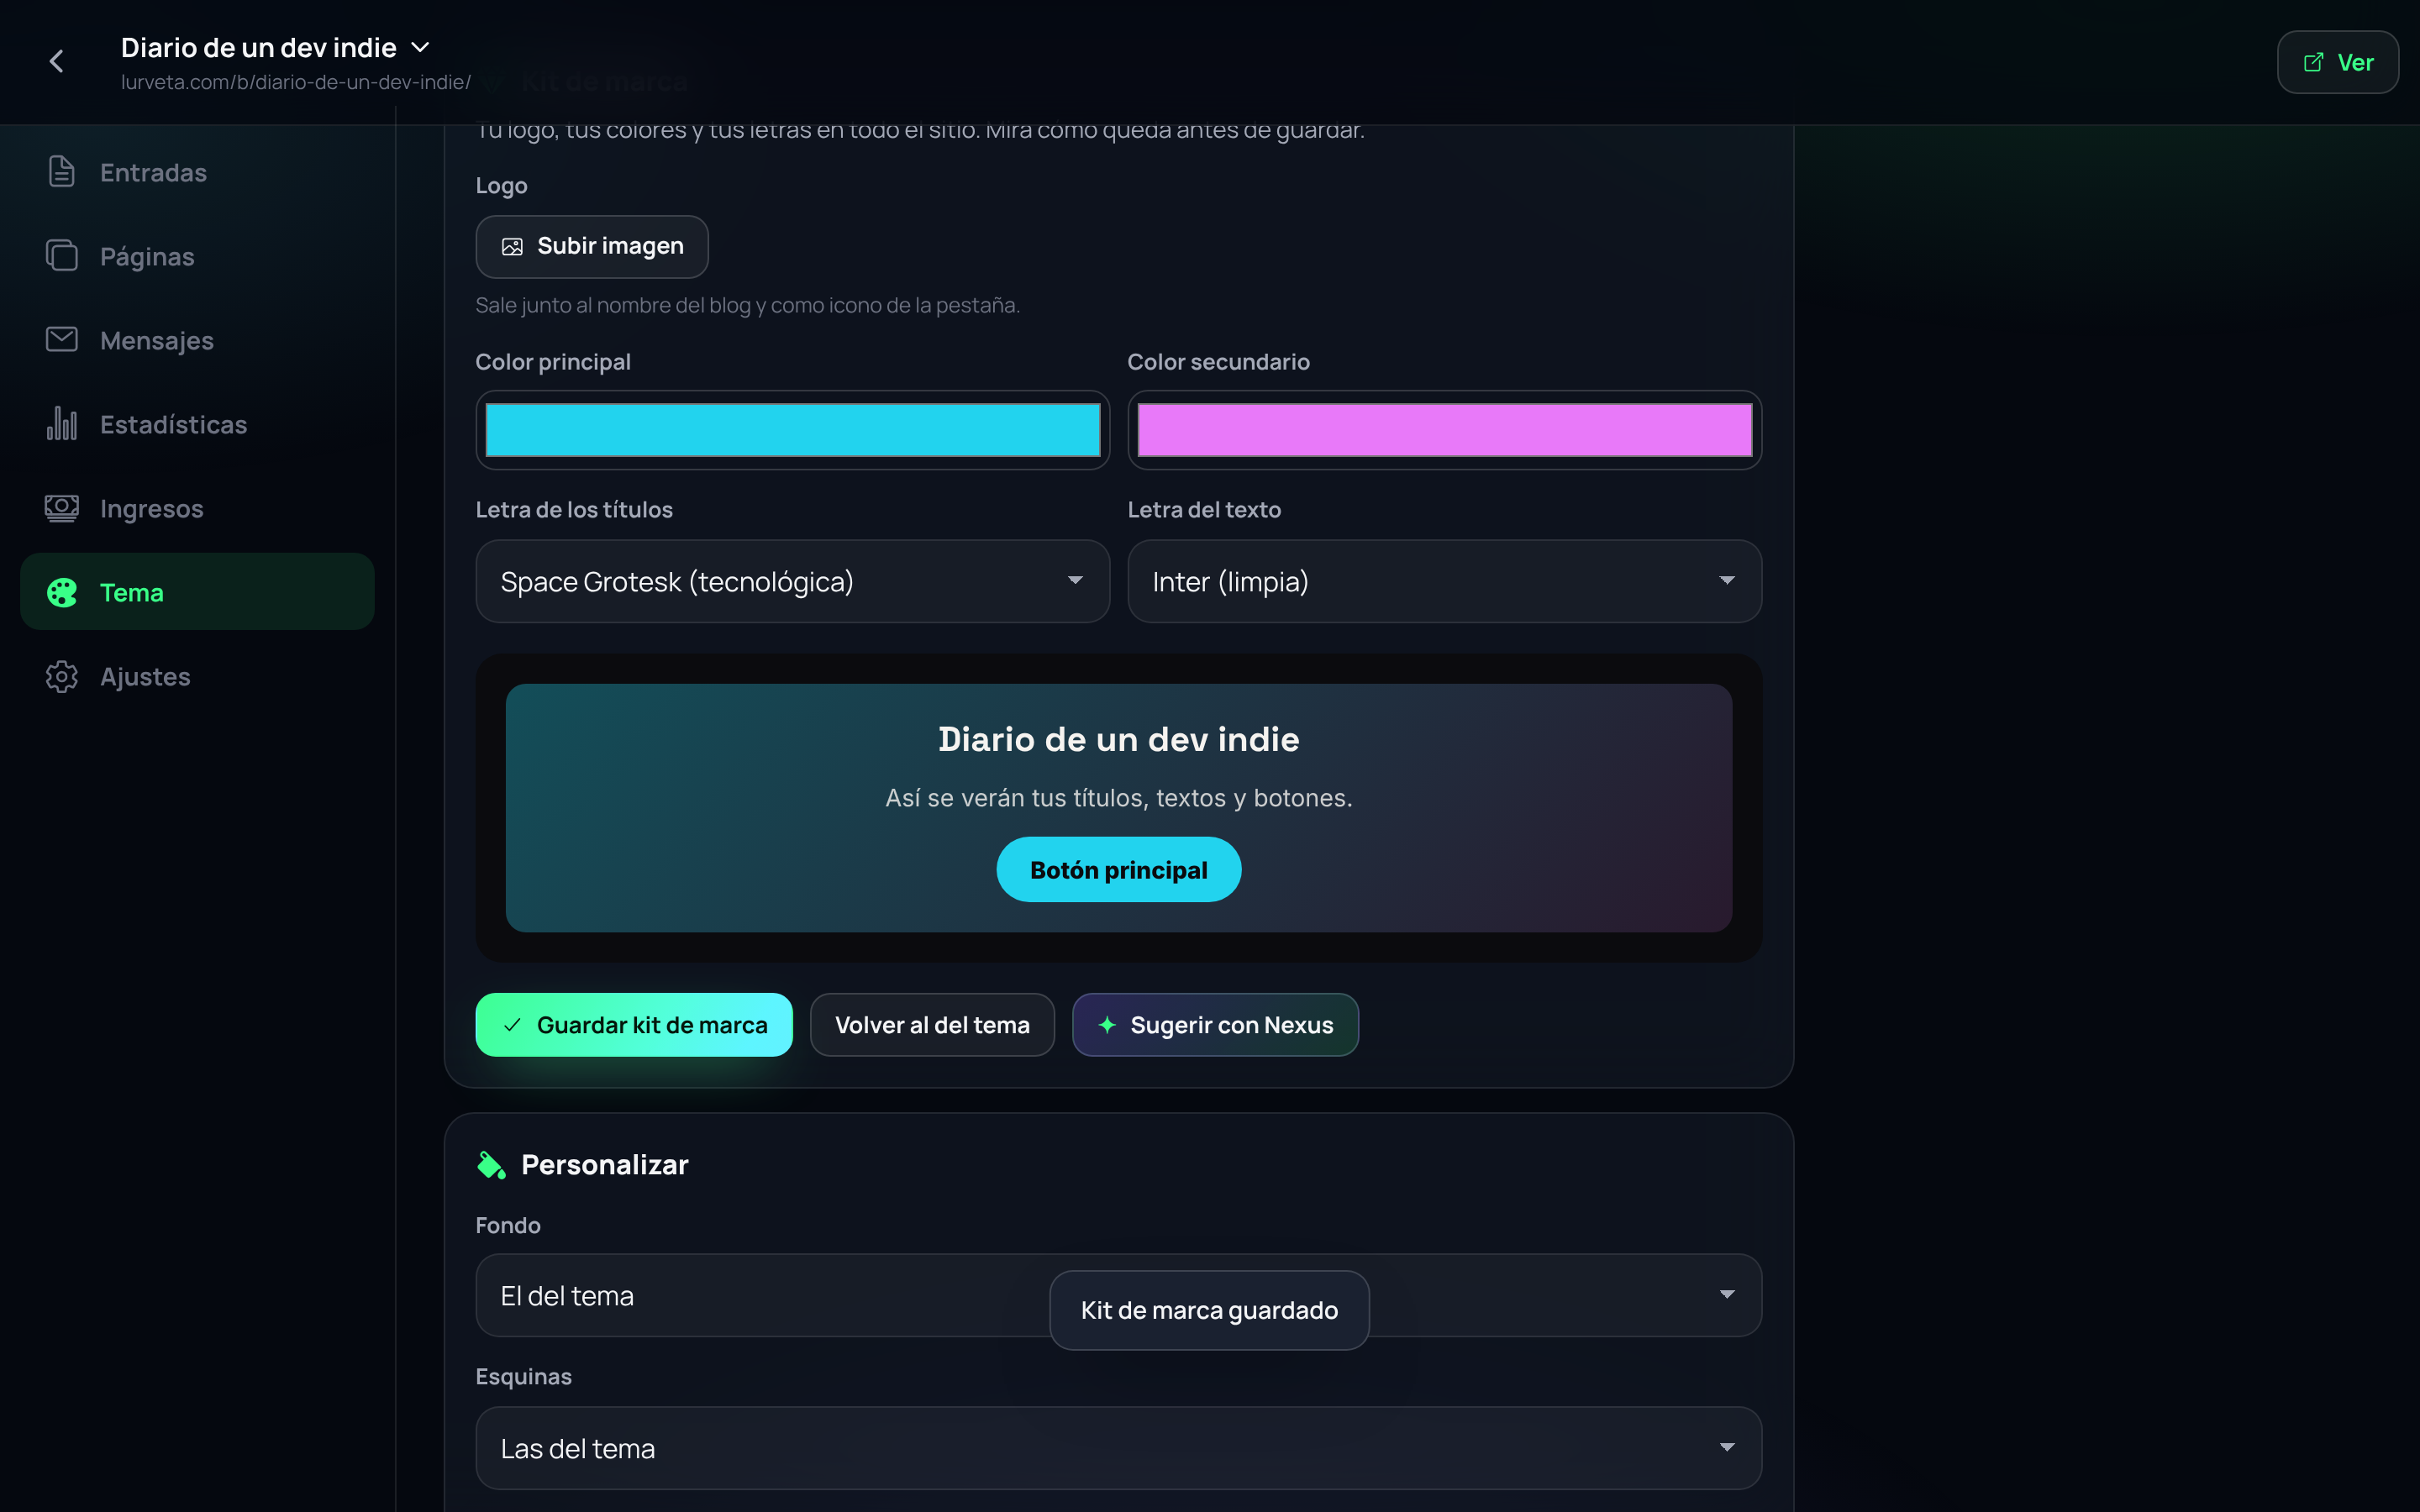 Diario de un dev indie
lurveta.com/b/diario-de-un-dev-indie/
Ver
Kit de marca
Tu logo, tus colores y tus letras en todo el sitio. Mira cómo queda antes de guardar.
Entradas
Páginas
Mensajes
Estadísticas
Ingresos
Tema
Ajustes
Logo
Subir imagen
Sale junto al nombre del blog y como icono de la pestaña.
Color principal
Color secundario
Letra de los títulos
Letra del texto
Space Grotesk (tecnológica)
Inter (limpia)
Diario de un dev indie
Así se verán tus títulos, textos y botones.
Botón principal
Guardar kit de marca
Volver al del tema
Sugerir con Nexus
Personalizar
Fondo
El del tema
Kit de marca guardado
Esquinas
Las del tema